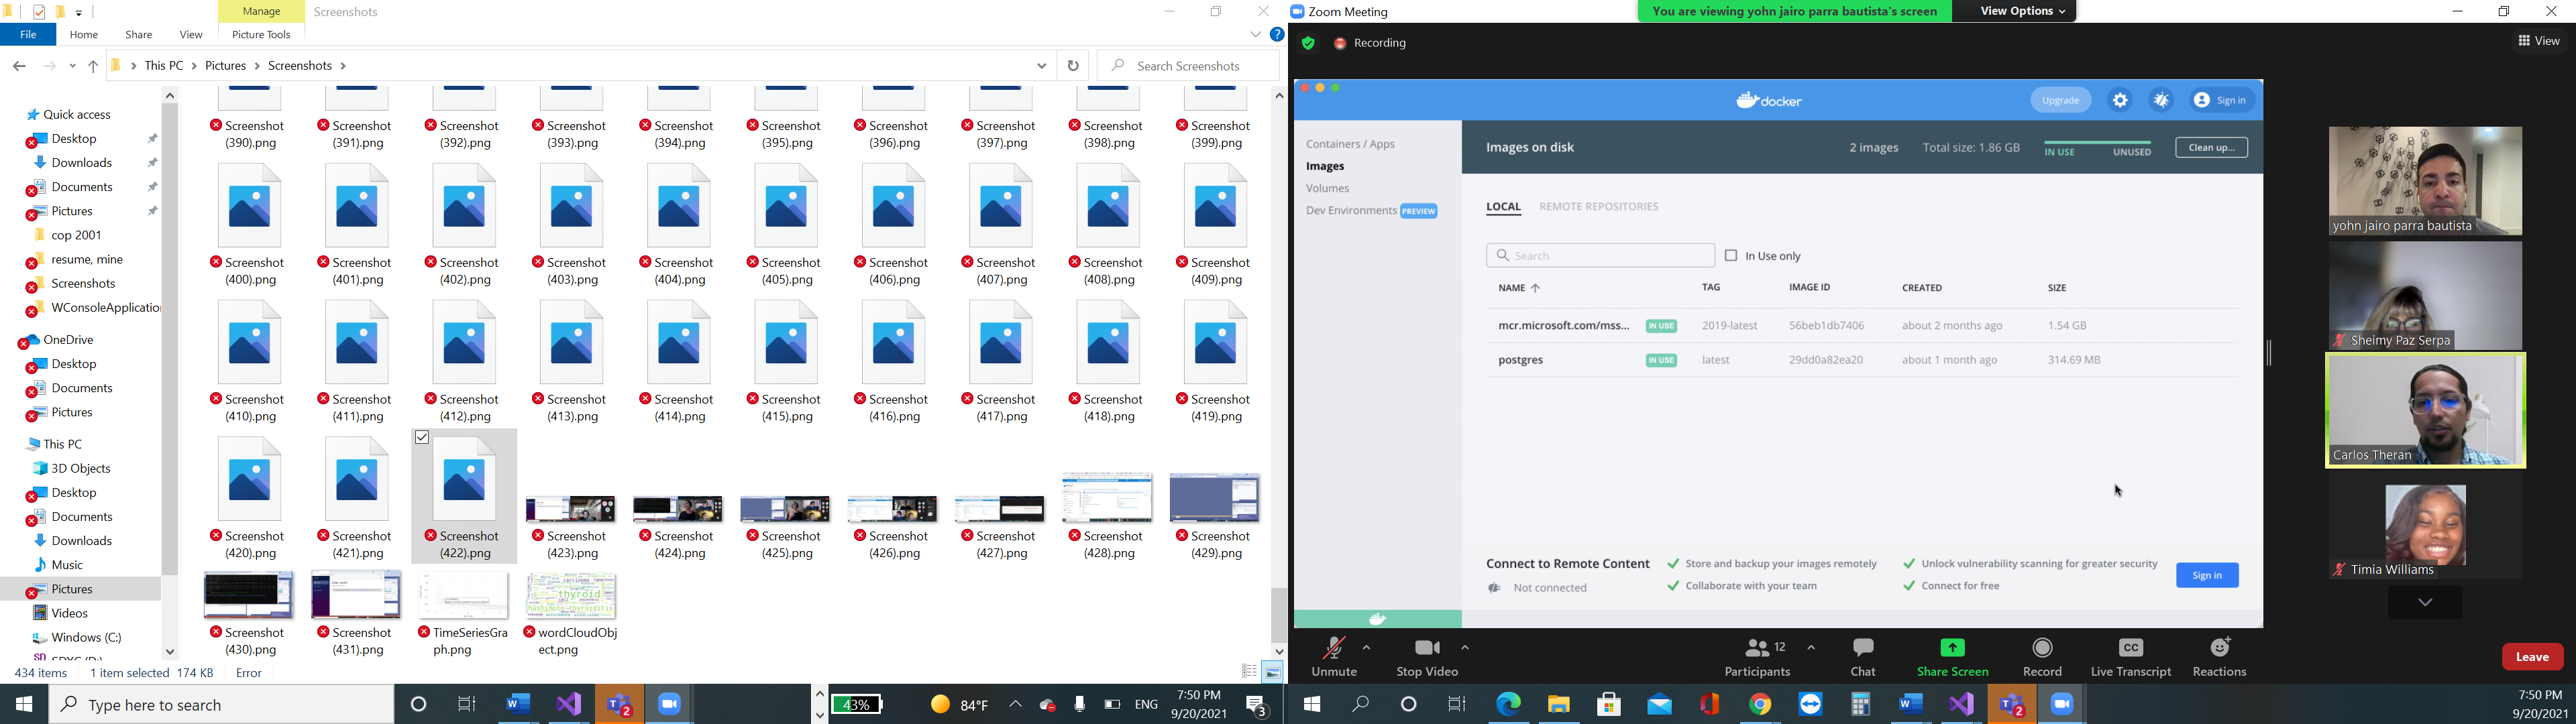 Manage
Screenshots
File
Home
Share
View
Picture Tools
This PC
Pictures
Screenshots
Search Screenshots
Quick access
Desktop
Downloads
Documents
Pictures
cop 2001
resume, mine
Screenshots
WConsoleApplication
OneDrive
Desktop
Documents
Pictures
This PC
3D Objects
Desktop
Documents
Downloads
Music
Pictures
Videos
Windows (C:)
Screenshot (390).png
Screenshot (391).png
Screenshot (392).png
Screenshot (393).png
Screenshot (394).png
Screenshot (395).png
Screenshot (396).png
Screenshot (397).png
Screenshot (398).png
Screenshot (399).png
Screenshot (400).png
Screenshot (401).png
Screenshot (402).png
Screenshot (403).png
Screenshot (404).png
Screenshot (405).png
Screenshot (406).png
Screenshot (407).png
Screenshot (408).png
Screenshot (409).png
Screenshot (410).png
Screenshot (411).png
Screenshot (412).png
Screenshot (413).png
Screenshot (414).png
Screenshot (415).png
Screenshot (416).png
Screenshot (417).png
Screenshot (418).png
Screenshot (419).png
Screenshot (420).png
Screenshot (421).png
Screenshot (422).png
Screenshot (423).png
Screenshot (424).png
Screenshot (425).png
Screenshot (426).png
Screenshot (427).png
Screenshot (428).png
Screenshot (429).png
thyroid
hashimoto-thyroiditis
carcinoma
Screenshot (430).png
Screenshot (431).png
TimeSeriesGraph.png
wordCloudObject.png
434 items
1 item selected 174 KB
Error
Type here to search
2
43%
84°F
ENG
7:50 PM
9/20/2021
3
Zoom Meeting
You are viewing yohn jairo parra bautista's screen
View Options
Recording
View
docker
Upgrade
Sign in
Containers / Apps
Images
Volumes
Dev Environments PREVIEW
Images on disk
2 images
Total size: 1.86 GB
IN USE
UNUSED
Clean up...
LOCAL
REMOTE REPOSITORIES
Search
In Use only
NAME TAG IMAGE ID CREATED SIZE
mcr.microsoft.com/mss... IN USE 2019-latest 56beb1db7406 about 2 months ago 1.54 GB
postgres IN USE latest 29dd0a82ea20 about 1 month ago 314.69 MB
Connect to Remote Content
Not connected
Store and backup your images remotely
Collaborate with your team
Unlock vulnerability scanning for greater security
Connect for free
Sign in
yohn jairo parra bautista
Sheimy Paz Serpa
Carlos Theran
Timia Williams
Unmute
Stop Video
Participants
12
Chat
Share Screen
Record
CC
Live Transcript
Reactions
Leave
2
7:50 PM
9/20/2021